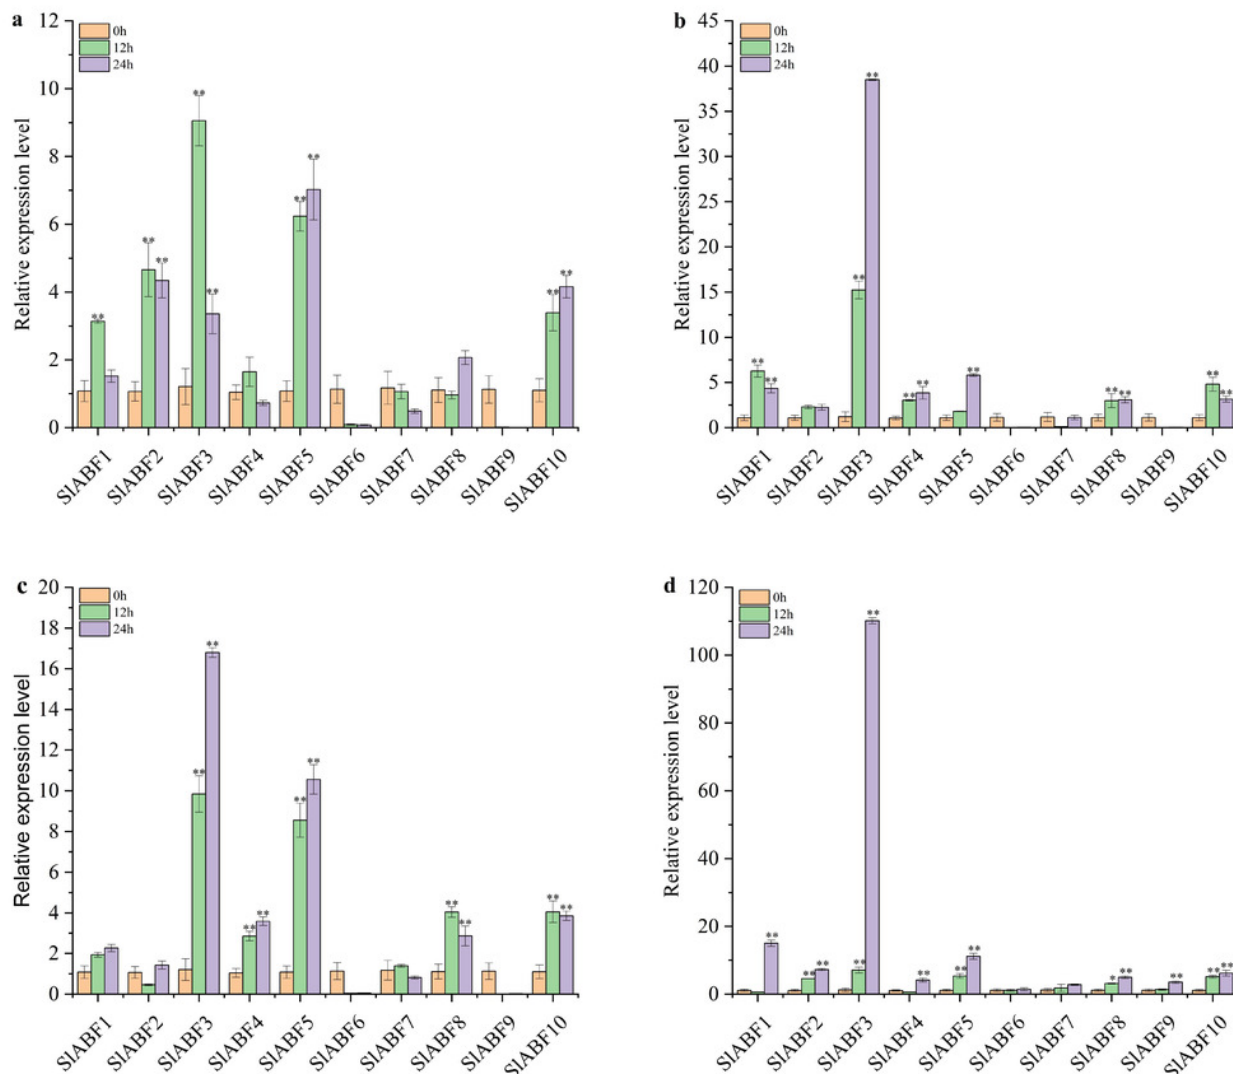 a
0h
12h
24h
Relative expression level
12
10
8
6
4
2
0
** ** ** ** ** ** ** ** **
SlABF1 SlABF2 SlABF3 SlABF4 SlABF5 SlABF6 SlABF7 SlABF8 SlABF9 SlABF10
b
0h
12h
24h
Relative expression level
45
40
35
30
25
20
15
10
5
0
** ** ** ** ** ** ** ** ** ** **
SlABF1 SlABF2 SlABF3 SlABF4 SlABF5 SlABF6 SlABF7 SlABF8 SlABF9 SlABF10
c
0h
12h
24h
Relative expression level
20
18
16
14
12
10
8
6
4
2
0
** ** ** ** ** ** ** ** ** **
SlABF1 SlABF2 SlABF3 SlABF4 SlABF5 SlABF6 SlABF7 SlABF8 SlABF9 SlABF10
d
0h
12h
24h
Relative expression level
120
100
80
60
40
20
0
** ** ** ** ** ** ** ** * ** ** ** **
SlABF1 SlABF2 SlABF3 SlABF4 SlABF5 SlABF6 SlABF7 SlABF8 SlABF9 SlABF10